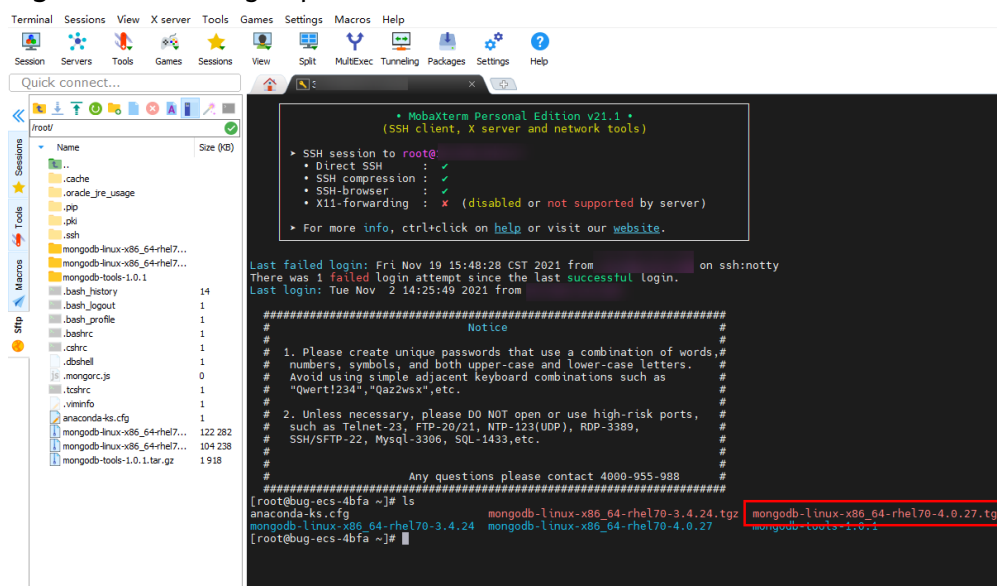 Terminal Sessions View X server Tools Games Settings Macros Help
Session Servers Tools Games Sessions View Split MultiExec Tunneling Packages Settings Help
Quick connect...
/root/
Name Size (KB)
..
.cache
.oracle_jre_usage
.pip
.pki
.ssh
mongodb-linux-x86_64-rhel7...
mongodb-linux-x86_64-rhel7...
mongodb-tools-1.0.1
.bash_history 14
.bash_logout 1
.bash_profile 1
.bashrc 1
.cshrc 1
.dbshell 1
.mongorc.js 0
.tcshrc 1
.viminfo 1
anaconda-ks.cfg 1
mongodb-linux-x86_64-rhel7... 122 282
mongodb-linux-x86_64-rhel7... 104 238
mongodb-tools-1.0.1.tar.gz 1 918
Sessions
Tools
Macros
Sftp
• MobaXterm Personal Edition v21.1 •
(SSH client, X server and network tools)
➤ SSH session to root@
• Direct SSH : ✔
• SSH compression : ✔
• SSH-browser : ✔
• X11-forwarding : ✘ (disabled or not supported by server)
➤ For more info, ctrl+click on help or visit our website.
Last failed login: Fri Nov 19 15:48:28 CST 2021 from on ssh:notty
There was 1 failed login attempt since the last successful login.
Last login: Tue Nov 2 14:25:49 2021 from
######################################################################
# Notice #
# #
# 1. Please create unique passwords that use a combination of words,#
# numbers, symbols, and both upper-case and lower-case letters. #
# Avoid using simple adjacent keyboard combinations such as #
# "Qwert!234","Qaz2wsx",etc. #
# #
# 2. Unless necessary, please DO NOT open or use high-risk ports, #
# such as Telnet-23, FTP-20/21, NTP-123(UDP), RDP-3389, #
# SSH/SFTP-22, Mysql-3306, SQL-1433,etc. #
# #
# #
# Any questions please contact 4000-955-988 #
######################################################################
[root@bug-ecs-4bfa ~]# ls
anaconda-ks.cfg mongodb-linux-x86_64-rhel70-3.4.24.tgz mongodb-linux-x86_64-rhel70-4.0.27.tg
mongodb-linux-x86_64-rhel70-3.4.24 mongodb-linux-x86_64-rhel70-4.0.27 mongodb-tools-1.0.1
[root@bug-ecs-4bfa ~]#